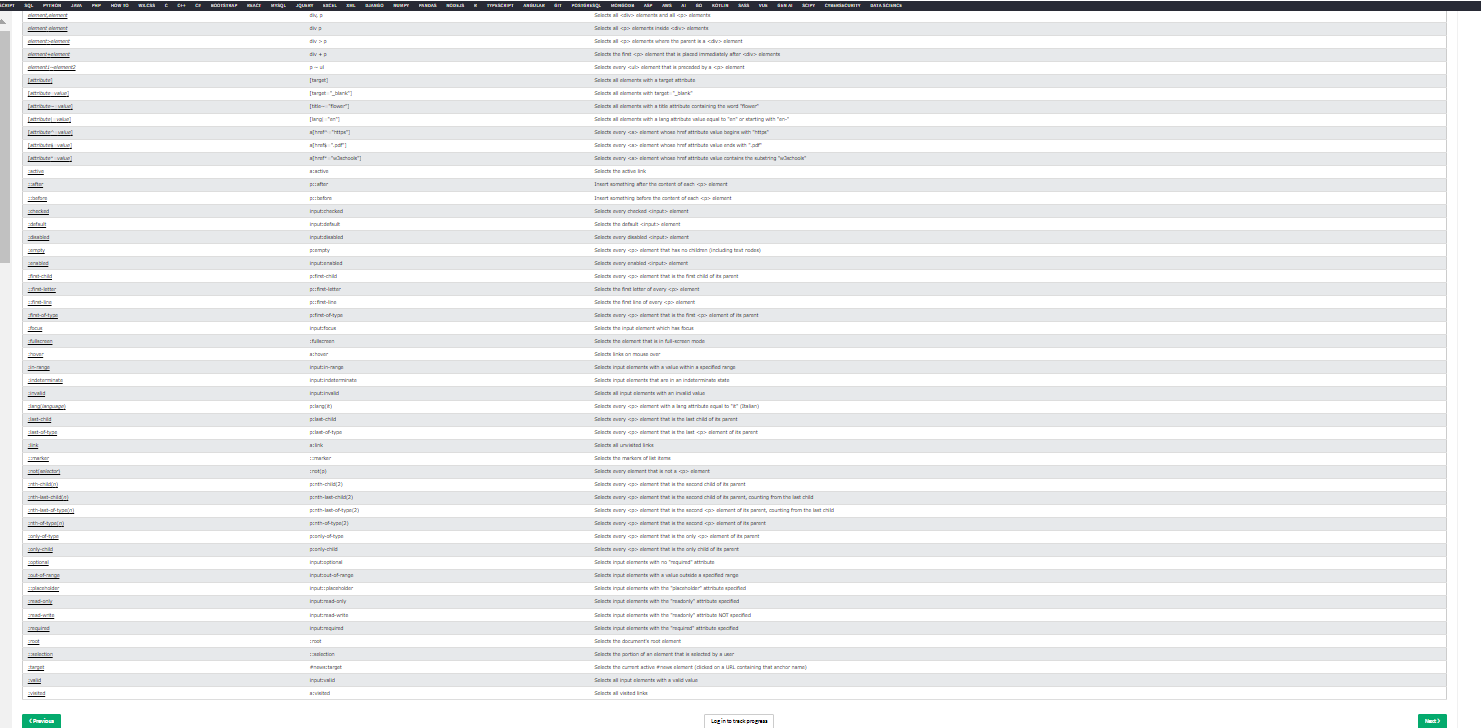 SCRIPT SQL PYTHON JAVA PHP HOW TO W3.CSS C C++ C# BOOTSTRAP REACT MYSQL JQUERY EXCEL XML DJANGO NUMPY PANDAS NODEJS R TYPESCRIPT ANGULAR GIT POSTGRESQL MONGODB ASP AWS AI GO KOTLIN SASS VUE GEN AI SCIPY CYBERSECURITY DATA SCIENCE
element,element div, p Selects all <div> elements and all <p> elements
element element div p Selects all <p> elements inside <div> elements
element>element div > p Selects all <p> elements where the parent is a <div> element
element+element div + p Selects the first <p> element that is placed immediately after <div> elements
element1~element2 p ~ ul Selects every <ul> element that is preceded by a <p> element
[attribute] [target] Selects all elements with a target attribute
[attribute=value] [target="_blank"] Selects all elements with target="_blank"
[attribute~=value] [title~="flower"] Selects all elements with a title attribute containing the word "flower"
[attribute|=value] [lang|="en"] Selects all elements with a lang attribute value equal to "en" or starting with "en-"
[attribute^=value] a[href^="https"] Selects every <a> element whose href attribute value begins with "https"
[attribute$=value] a[href$=".pdf"] Selects every <a> element whose href attribute value ends with ".pdf"
[attribute*=value] a[href*="w3schools"] Selects every <a> element whose href attribute value contains the substring "w3schools"
:active a:active Selects the active link
::after p::after Insert something after the content of each <p> element
::before p::before Insert something before the content of each <p> element
:checked input:checked Selects every checked <input> element
:default input:default Selects the default <input> element
:disabled input:disabled Selects every disabled <input> element
:empty p:empty Selects every <p> element that has no children (including text nodes)
:enabled input:enabled Selects every enabled <input> element
:first-child p:first-child Selects every <p> element that is the first child of its parent
::first-letter p::first-letter Selects the first letter of every <p> element
::first-line p::first-line Selects the first line of every <p> element
:first-of-type p:first-of-type Selects every <p> element that is the first <p> element of its parent
:focus input:focus Selects the input element which has focus
:fullscreen :fullscreen Selects the element that is in full-screen mode
:hover a:hover Selects links on mouse over
:in-range input:in-range Selects input elements with a value within a specified range
:indeterminate input:indeterminate Selects input elements that are in an indeterminate state
:invalid input:invalid Selects all input elements with an invalid value
:lang(language) p:lang(it) Selects every <p> element with a lang attribute equal to "it" (Italian)
:last-child p:last-child Selects every <p> element that is the last child of its parent
:last-of-type p:last-of-type Selects every <p> element that is the last <p> element of its parent
:link a:link Selects all unvisited links
::marker ::marker Selects the markers of list items
:not(selector) :not(p) Selects every element that is not a <p> element
:nth-child(n) p:nth-child(2) Selects every <p> element that is the second child of its parent
:nth-last-child(n) p:nth-last-child(2) Selects every <p> element that is the second child of its parent, counting from the last child
:nth-last-of-type(n) p:nth-last-of-type(2) Selects every <p> element that is the second <p> element of its parent, counting from the last child
:nth-of-type(n) p:nth-of-type(2) Selects every <p> element that is the second <p> element of its parent
:only-of-type p:only-of-type Selects every <p> element that is the only <p> element of its parent
:only-child p:only-child Selects every <p> element that is the only child of its parent
:optional input:optional Selects input elements with no "required" attribute
:out-of-range input:out-of-range Selects input elements with a value outside a specified range
::placeholder input::placeholder Selects input elements with the "placeholder" attribute specified
:read-only input:read-only Selects input elements with the "readonly" attribute specified
:read-write input:read-write Selects input elements with the "readonly" attribute NOT specified
:required input:required Selects input elements with the "required" attribute specified
:root :root Selects the document's root element
::selection ::selection Selects the portion of an element that is selected by a user
:target #news:target Selects the current active #news element (clicked on a URL containing that anchor name)
:valid input:valid Selects all input elements with a valid value
:visited a:visited Selects all visited links
❮ Previous Log in to track progress Next ❯